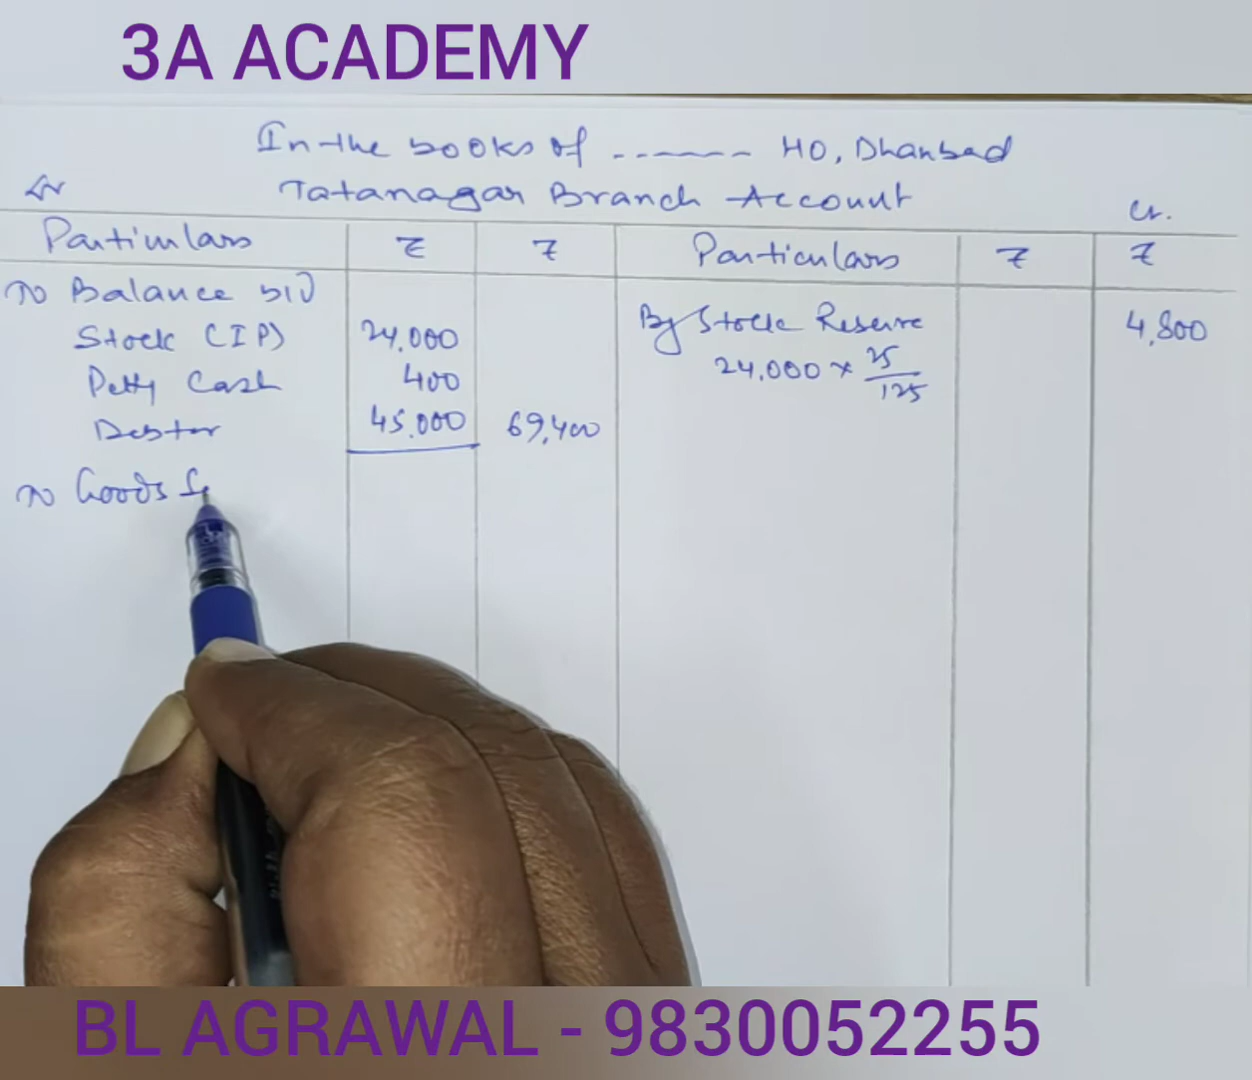 3A ACADEMY
In the books of ------- HO, Dhanbad
Dr Tatanagar Branch Account Cr.
Particulars ₹ ₹ Particulars ₹ ₹
To Balance b/d
Stock (IP) 24,000 By Stock Reserve 4,800
Petty Cash 400 24,000 × 25/125
Debtor 45,000 69,400
To Goods
BL AGRAWAL - 9830052255